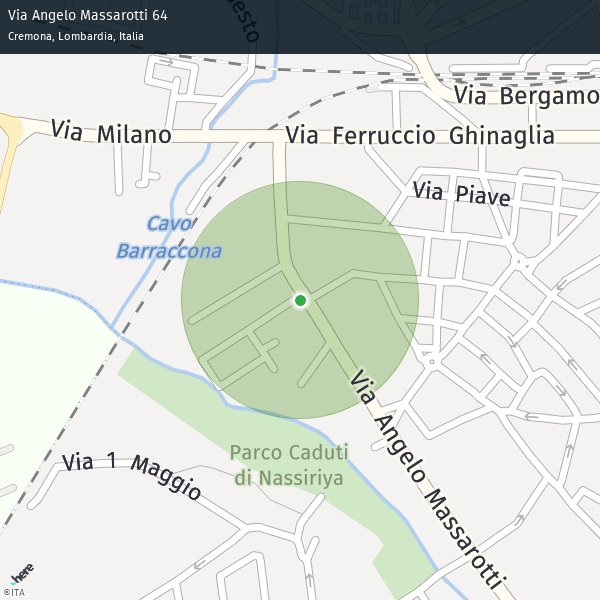 Via Angelo Massarotti 64
Cremona, Lombardia, Italia
esto
Via Bergamo
Via Milano
Via Ferruccio Ghinaglia
Via Piave
Cavo
Barraccona
Via Angelo Massarotti
Parco Caduti
di Nassiriya
Via 1 Maggio
here
©ITA